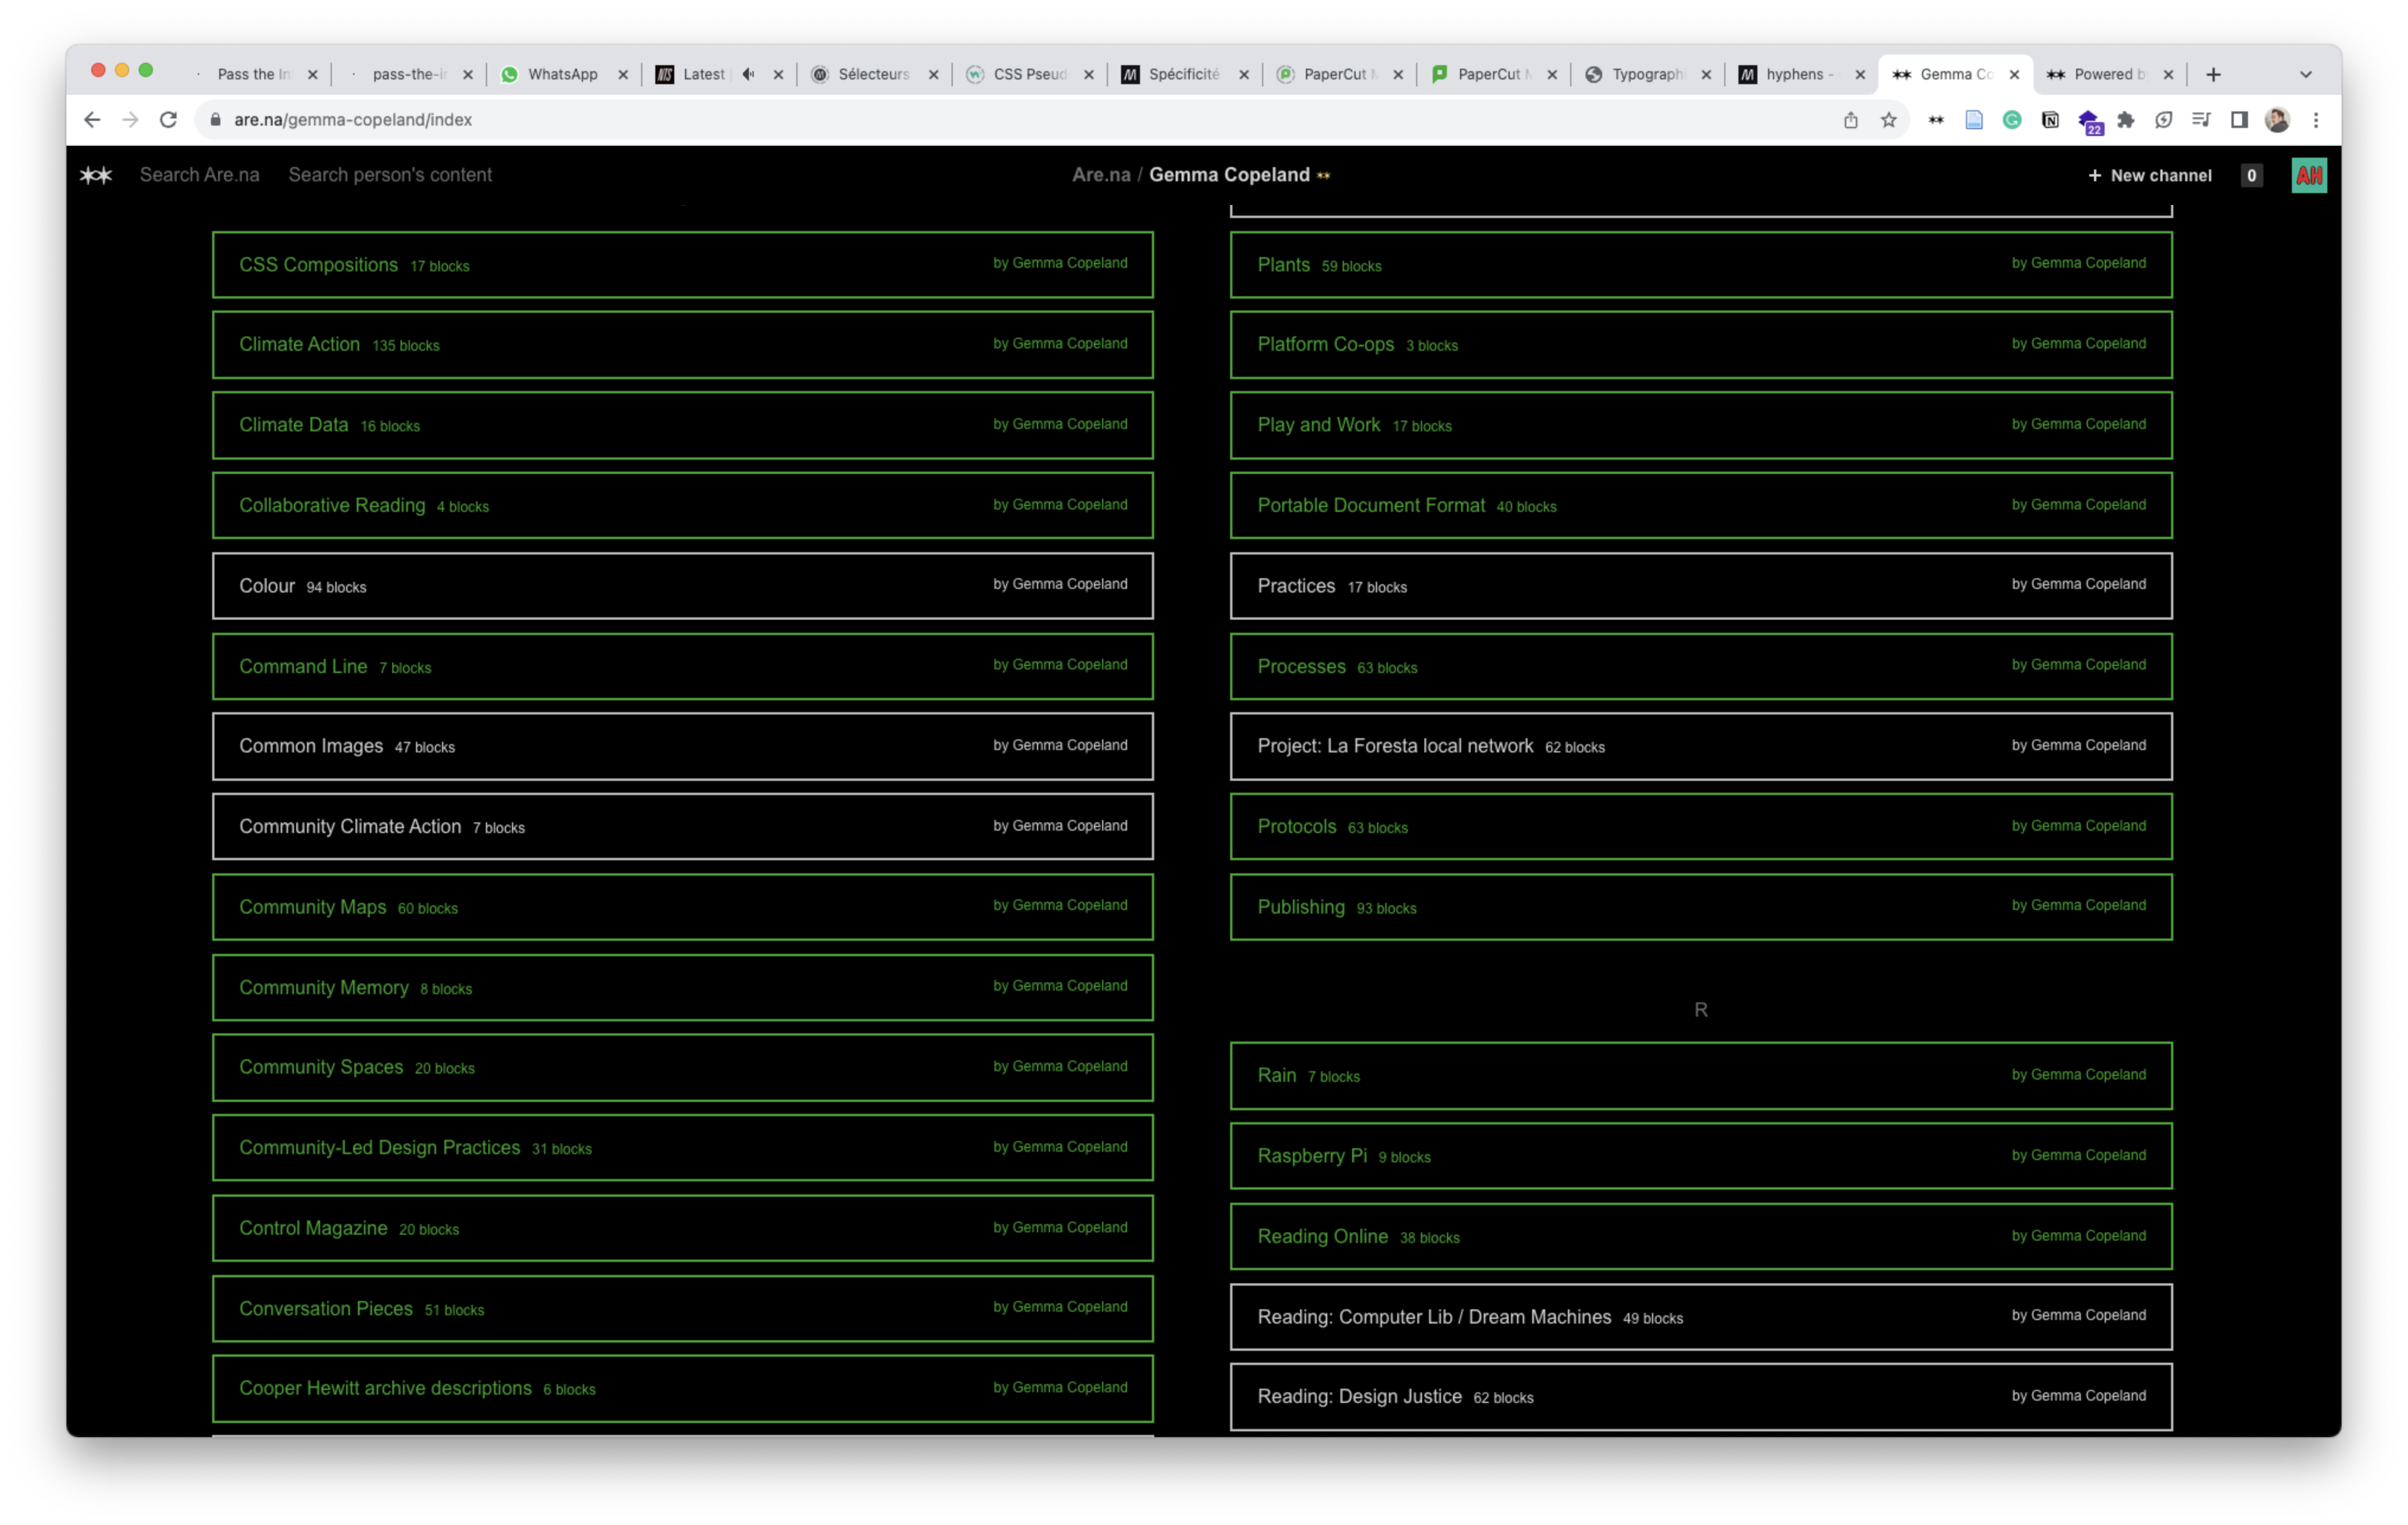 Pass the In
pass-the-i
WhatsApp
NTS Latest
Sélecteurs
CSS Pseud
Spécificité
PaperCut M
PaperCut M
Typograph
hyphens -
Gemma Co
Powered b
are.na/gemma-copeland/index
22
Search Are.na
Search person's content
Are.na / Gemma Copeland
+ New channel
0
AH
CSS Compositions 17 blocks by Gemma Copeland
Climate Action 135 blocks by Gemma Copeland
Climate Data 16 blocks by Gemma Copeland
Collaborative Reading 4 blocks by Gemma Copeland
Colour 94 blocks by Gemma Copeland
Command Line 7 blocks by Gemma Copeland
Common Images 47 blocks by Gemma Copeland
Community Climate Action 7 blocks by Gemma Copeland
Community Maps 60 blocks by Gemma Copeland
Community Memory 8 blocks by Gemma Copeland
Community Spaces 20 blocks by Gemma Copeland
Community-Led Design Practices 31 blocks by Gemma Copeland
Control Magazine 20 blocks by Gemma Copeland
Conversation Pieces 51 blocks by Gemma Copeland
Cooper Hewitt archive descriptions 6 blocks by Gemma Copeland
Plants 59 blocks by Gemma Copeland
Platform Co-ops 3 blocks by Gemma Copeland
Play and Work 17 blocks by Gemma Copeland
Portable Document Format 40 blocks by Gemma Copeland
Practices 17 blocks by Gemma Copeland
Processes 63 blocks by Gemma Copeland
Project: La Foresta local network 62 blocks by Gemma Copeland
Protocols 63 blocks by Gemma Copeland
Publishing 93 blocks by Gemma Copeland
R
Rain 7 blocks by Gemma Copeland
Raspberry Pi 9 blocks by Gemma Copeland
Reading Online 38 blocks by Gemma Copeland
Reading: Computer Lib / Dream Machines 49 blocks by Gemma Copeland
Reading: Design Justice 62 blocks by Gemma Copeland